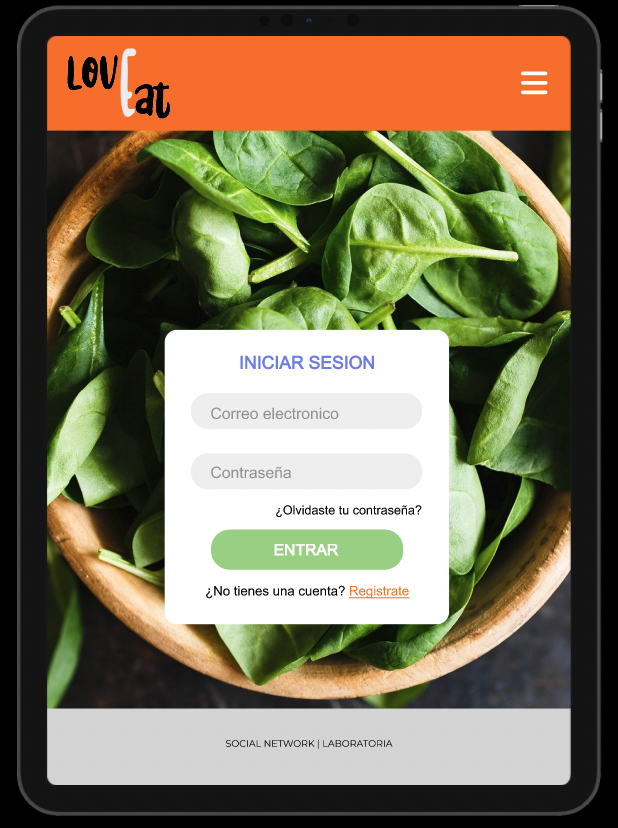 LOVEat
INICIAR SESION
Correo electronico
Contraseña
¿Olvidaste tu contraseña?
ENTRAR
¿No tienes una cuenta? Registrate
SOCIAL NETWORK | LABORATORIA